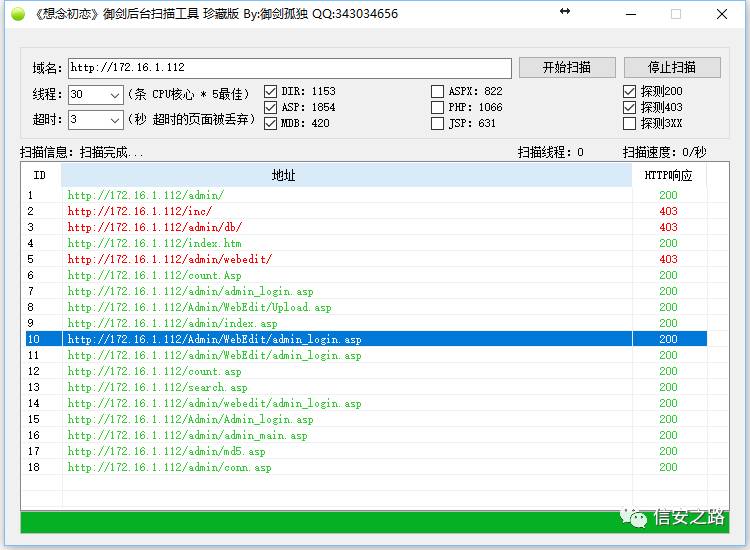 《想念初恋》御剑后台扫描工具 珍藏版 By:御剑孤独 QQ:343034656
域名: http://172.16.1.112 开始扫描 停止扫描
线程: 30 (条 CPU核心 * 5最佳) DIR: 1153 ASPX: 822 探测200
ASP: 1854 PHP: 1066 探测403
超时: 3 (秒 超时的页面被丢弃) MDB: 420 JSP: 631 探测3XX
扫描信息: 扫描完成... 扫描线程: 0 扫描速度: 0/秒
ID 地址 HTTP响应
1 http://172.16.1.112/admin/ 200
2 http://172.16.1.112/inc/ 403
3 http://172.16.1.112/admin/db/ 403
4 http://172.16.1.112/index.htm 200
5 http://172.16.1.112/admin/webedit/ 403
6 http://172.16.1.112/count.Asp 200
7 http://172.16.1.112/admin/admin_login.asp 200
8 http://172.16.1.112/Admin/WebEdit/Upload.asp 200
9 http://172.16.1.112/admin/index.asp 200
10 http://172.16.1.112/Admin/WebEdit/admin_login.asp 200
11 http://172.16.1.112/admin/WebEdit/admin_login.asp 200
12 http://172.16.1.112/count.asp 200
13 http://172.16.1.112/search.asp 200
14 http://172.16.1.112/admin/webedit/admin_login.asp 200
15 http://172.16.1.112/Admin/Admin_Login.asp 200
16 http://172.16.1.112/admin/admin_main.asp 200
17 http://172.16.1.112/admin/md5.asp 200
18 http://172.16.1.112/admin/conn.asp 200
信安之路